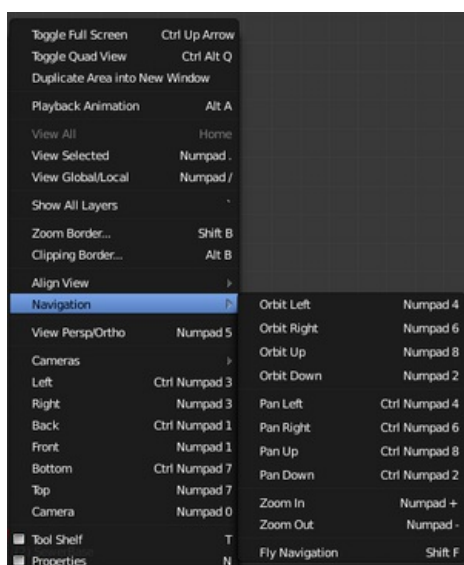 Toggle Full Screen Ctrl Up Arrow
Toggle Quad View Ctrl Alt Q
Duplicate Area into New Window
Playback Animation Alt A
View All Home
View Selected Numpad .
View Global/Local Numpad /
Show All Layers `
Zoom Border... Shift B
Clipping Border... Alt B
Align View
Navigation
View Persp/Ortho Numpad 5
Cameras
Left Ctrl Numpad 3
Right Numpad 3
Back Ctrl Numpad 1
Front Numpad 1
Bottom Ctrl Numpad 7
Top Numpad 7
Camera Numpad 0
Tool Shelf T
Properties N
Orbit Left Numpad 4
Orbit Right Numpad 6
Orbit Up Numpad 8
Orbit Down Numpad 2
Pan Left Ctrl Numpad 4
Pan Right Ctrl Numpad 6
Pan Up Ctrl Numpad 8
Pan Down Ctrl Numpad 2
Zoom In Numpad +
Zoom Out Numpad -
Fly Navigation Shift F